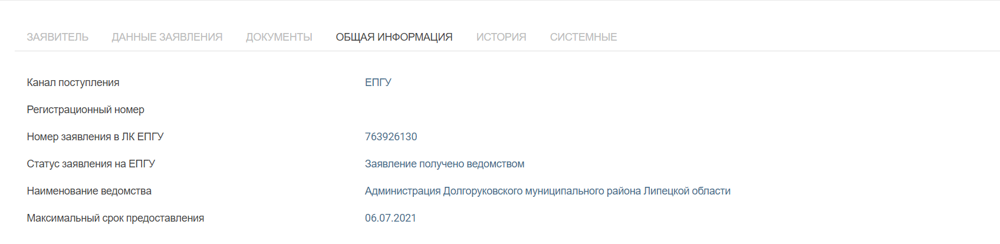 ЗАЯВИТЕЛЬ ДАННЫЕ ЗАЯВЛЕНИЯ ДОКУМЕНТЫ ОБЩАЯ ИНФОРМАЦИЯ ИСТОРИЯ СИСТЕМНЫЕ
Канал поступления ЕПГУ
Регистрационный номер
Номер заявления в ЛК ЕПГУ 763926130
Статус заявления на ЕПГУ Заявление получено ведомством
Наименование ведомства Администрация Долгоруковского муниципального района Липецкой области
Максимальный срок предоставления 06.07.2021